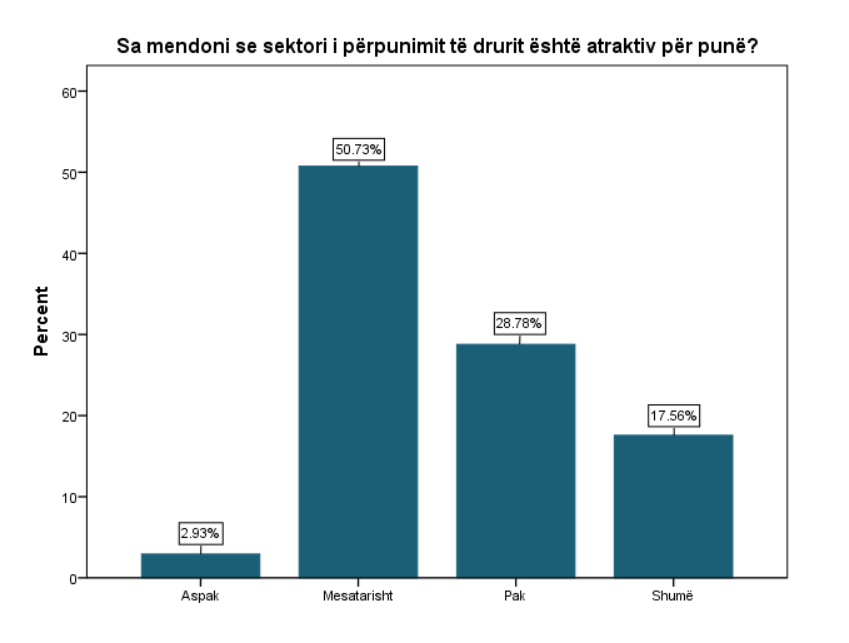 Sa mendoni se sektori i përpunimit të drurit është atraktiv për punë?
Percent
60
50
40
30
20
10
0
2.93%
50.73%
28.78%
17.56%
Aspak
Mesatarisht
Pak
Shumë